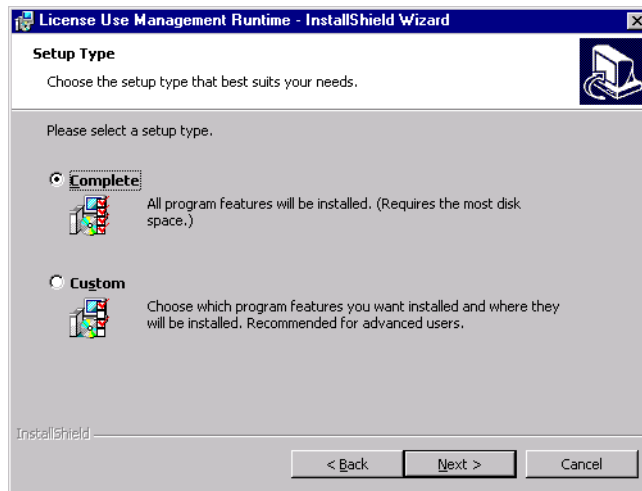 License Use Management Runtime - InstallShield Wizard
Setup Type
Choose the setup type that best suits your needs.
Please select a setup type.
Complete
All program features will be installed. (Requires the most disk
space.)
Custom
Choose which program features you want installed and where they
will be installed. Recommended for advanced users.
InstallShield
< Back
Next >
Cancel